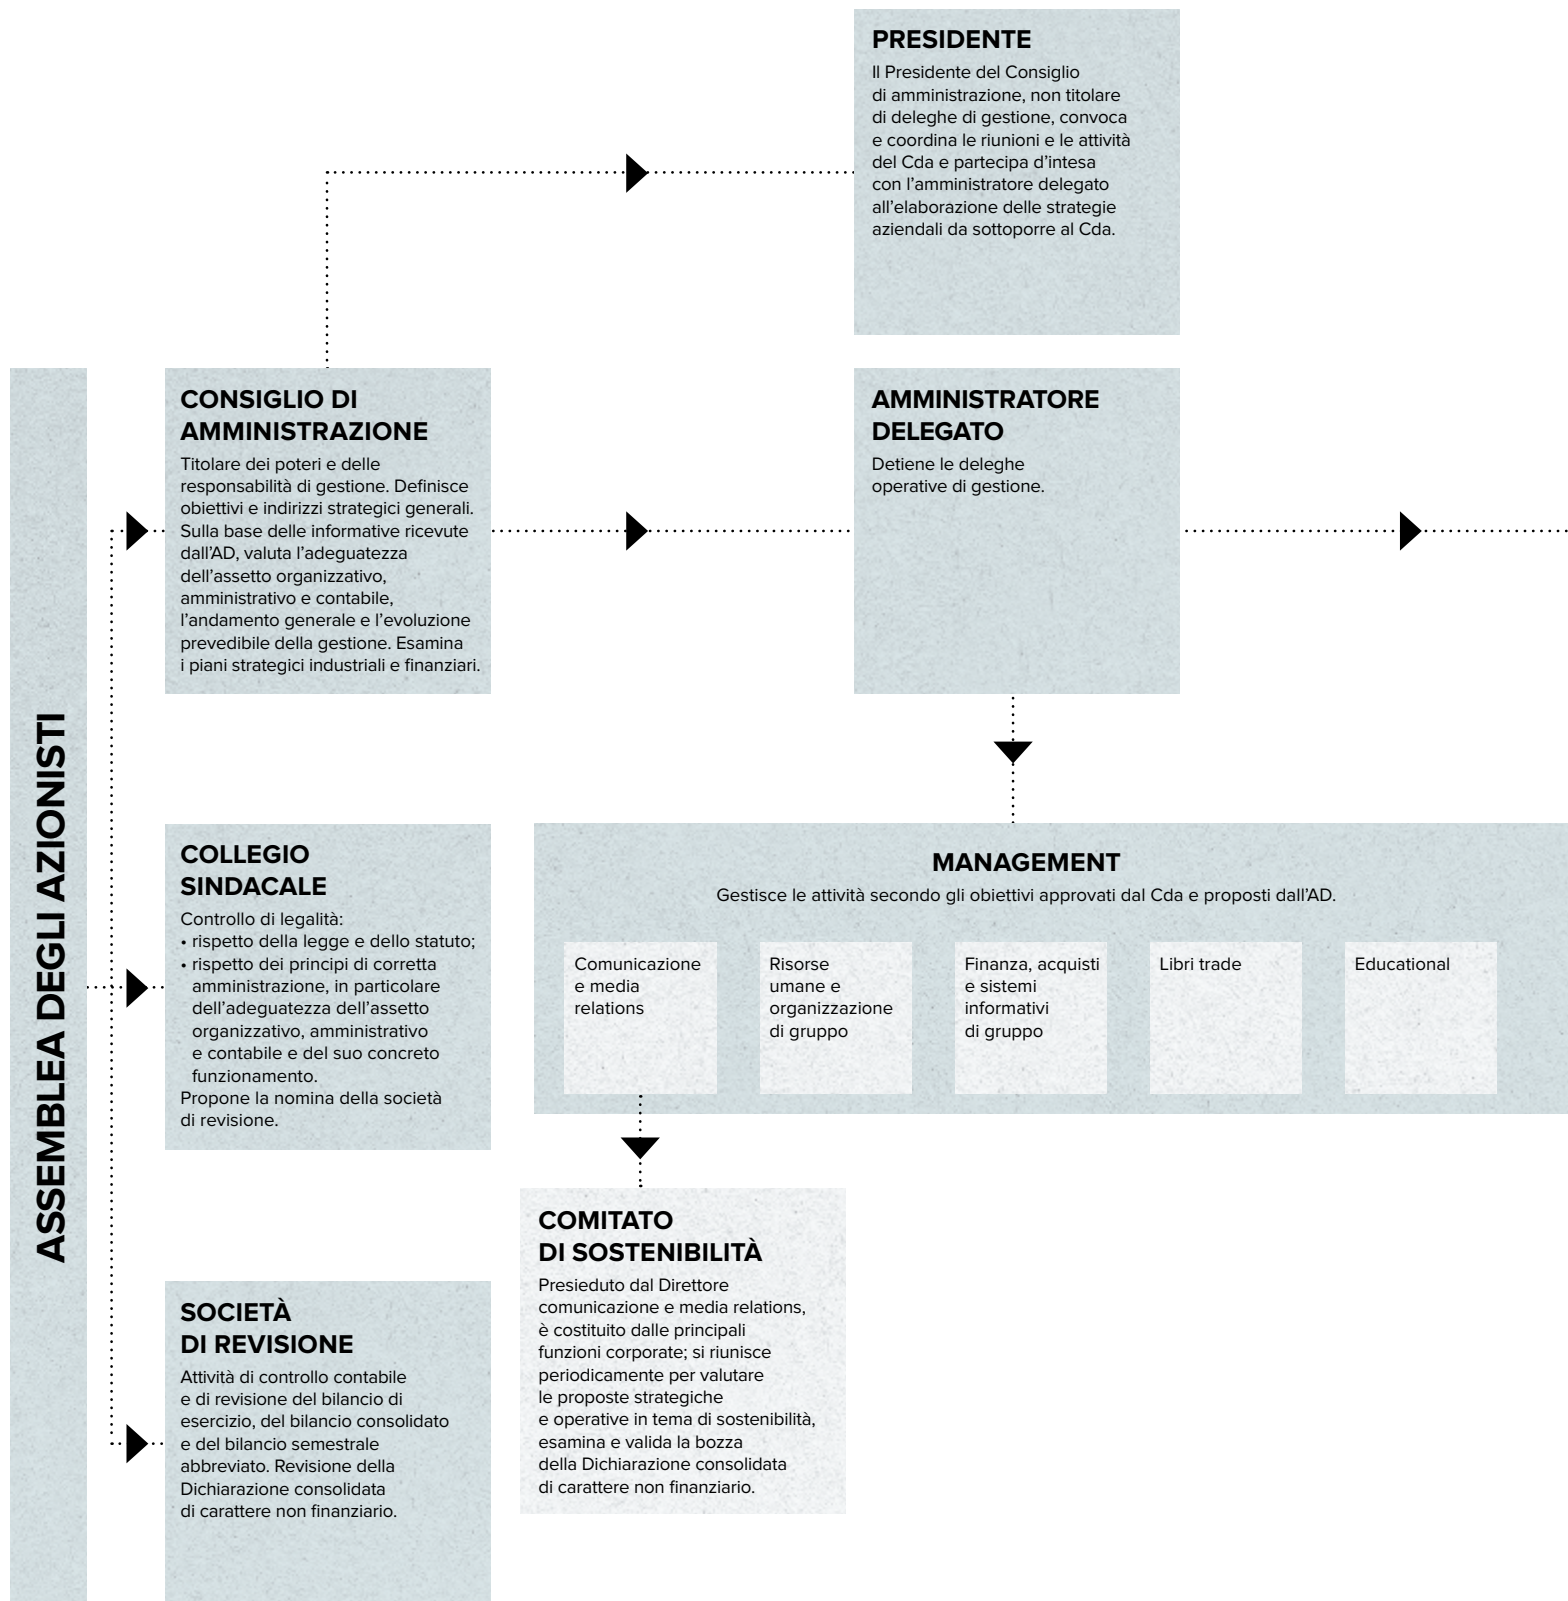 PRESIDENTE
Il Presidente del Consiglio
di amministrazione, non titolare
di deleghe di gestione, convoca
e coordina le riunioni e le attività
del Cda e partecipa d’intesa
con l’amministratore delegato
all’elaborazione delle strategie
aziendali da sottoporre al Cda.
ASSEMBLEA DEGLI AZIONISTI
CONSIGLIO DI
AMMINISTRAZIONE
Titolare dei poteri e delle
responsabilità di gestione. Definisce
obiettivi e indirizzi strategici generali.
Sulla base delle informative ricevute
dall’AD, valuta l’adeguatezza
dell’assetto organizzativo,
amministrativo e contabile,
l’andamento generale e l’evoluzione
prevedibile della gestione. Esamina
i piani strategici industriali e finanziari.
AMMINISTRATORE
DELEGATO
Detiene le deleghe
operative di gestione.
COLLEGIO
SINDACALE
Controllo di legalità:
• rispetto della legge e dello statuto;
• rispetto dei principi di corretta
amministrazione, in particolare
dell’adeguatezza dell’assetto
organizzativo, amministrativo
e contabile e del suo concreto
funzionamento.
Propone la nomina della società
di revisione.
MANAGEMENT
Gestisce le attività secondo gli obiettivi approvati dal Cda e proposti dall’AD.
Comunicazione
e media
relations
Risorse
umane e
organizzazione
di gruppo
Finanza, acquisti
e sistemi
informativi
di gruppo
Libri trade
Educational
COMITATO
DI SOSTENIBILITÀ
Presieduto dal Direttore
comunicazione e media relations,
è costituito dalle principali
funzioni corporate; si riunisce
periodicamente per valutare
le proposte strategiche
e operative in tema di sostenibilità,
esamina e valida la bozza
della Dichiarazione consolidata
di carattere non finanziario.
SOCIETÀ
DI REVISIONE
Attività di controllo contabile
e di revisione del bilancio di
esercizio, del bilancio consolidato
e del bilancio semestrale
abbreviato. Revisione della
Dichiarazione consolidata
di carattere non finanziario.